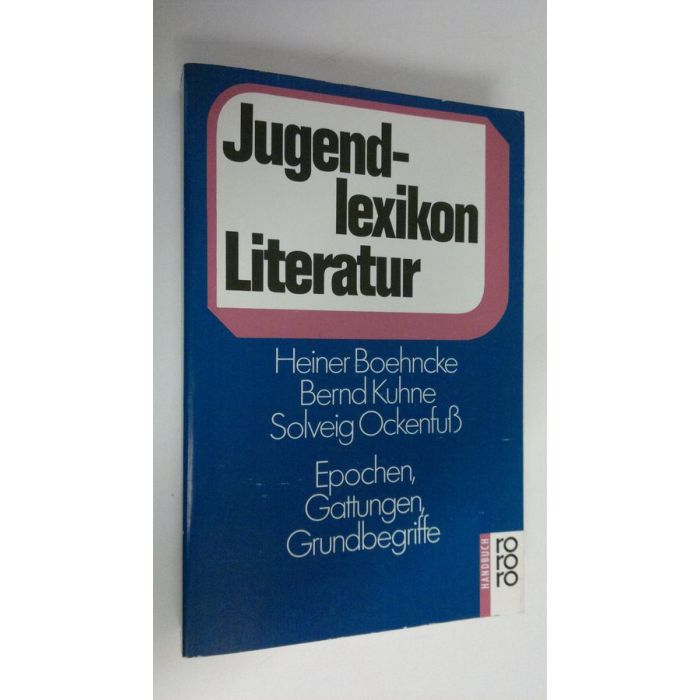 Jugend-
lexikon
Literatur
Heiner Boehncke
Bernd Kuhne
Solveig Ockenfuß
Epochen,
Gattungen,
Grundbegriffe
HANDBUCH
ro
ro
ro